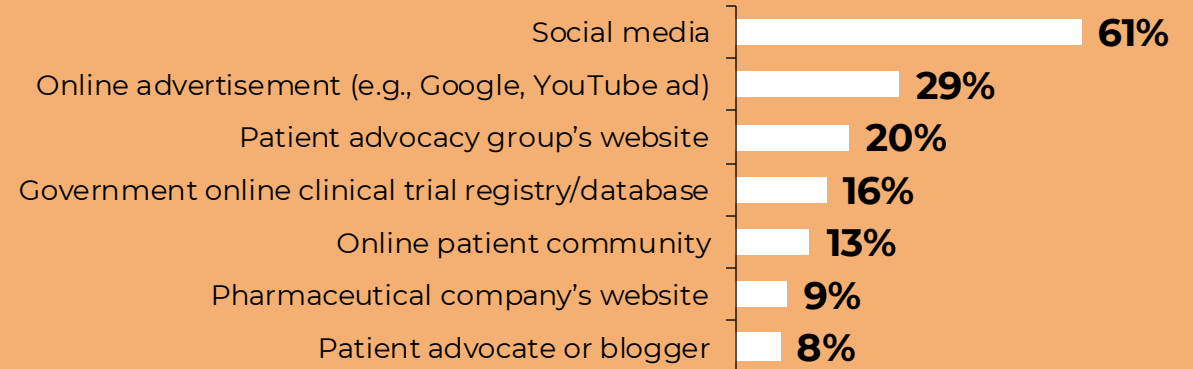 Social media 61%
Online advertisement (e.g., Google, YouTube ad) 29%
Patient advocacy group’s website 20%
Government online clinical trial registry/database 16%
Online patient community 13%
Pharmaceutical company’s website 9%
Patient advocate or blogger 8%